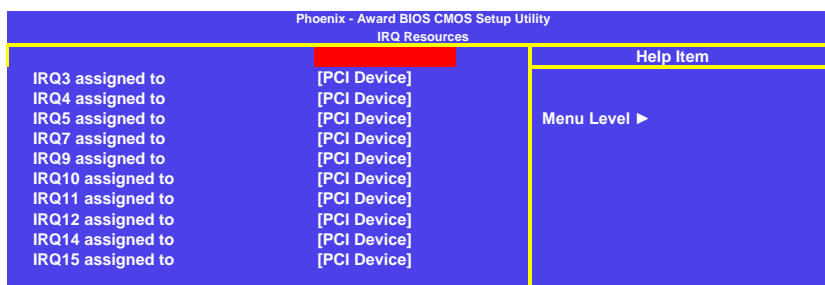 Phoenix - Award BIOS CMOS Setup Utility
IRQ Resources
Help Item
IRQ3 assigned to [PCI Device]
IRQ4 assigned to [PCI Device]
IRQ5 assigned to [PCI Device]
Menu Level ►
IRQ7 assigned to [PCI Device]
IRQ9 assigned to [PCI Device]
IRQ10 assigned to [PCI Device]
IRQ11 assigned to [PCI Device]
IRQ12 assigned to [PCI Device]
IRQ14 assigned to [PCI Device]
IRQ15 assigned to [PCI Device]